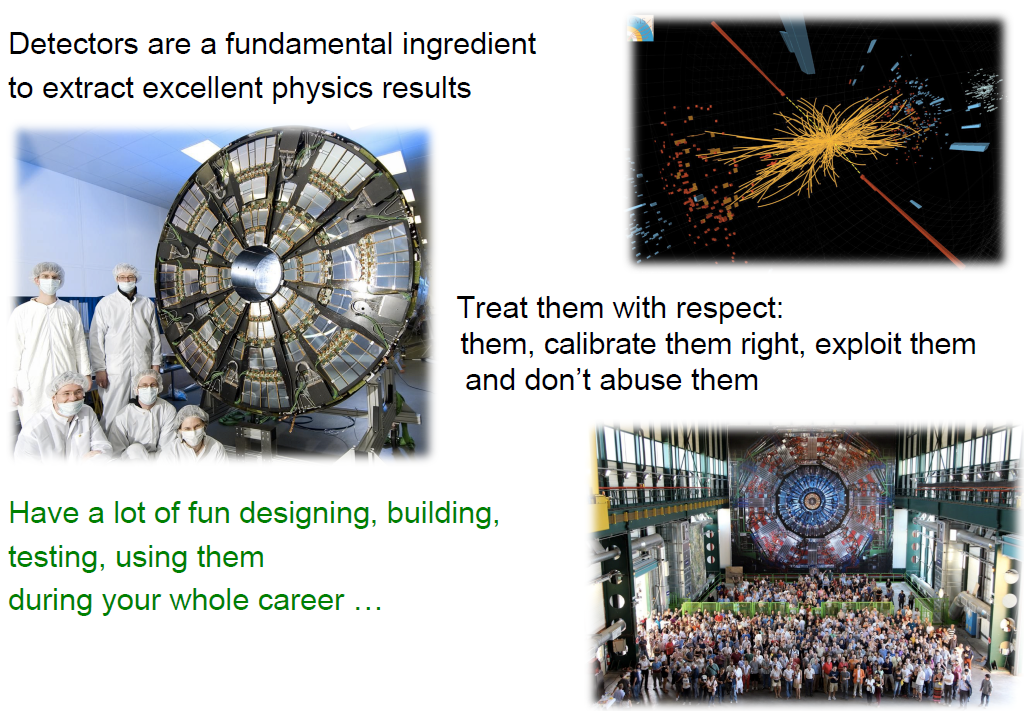 Detectors are a fundamental ingredient
to extract excellent physics results
Treat them with respect:
them, calibrate them right, exploit them
and don’t abuse them
Have a lot of fun designing, building,
testing, using them
during your whole career …